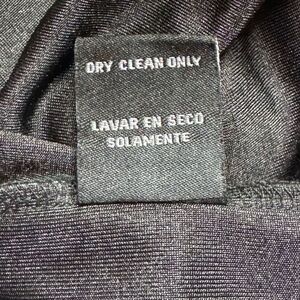 DRY CLEAN ONLY
LAVAR EN SECO
SOLAMENTE